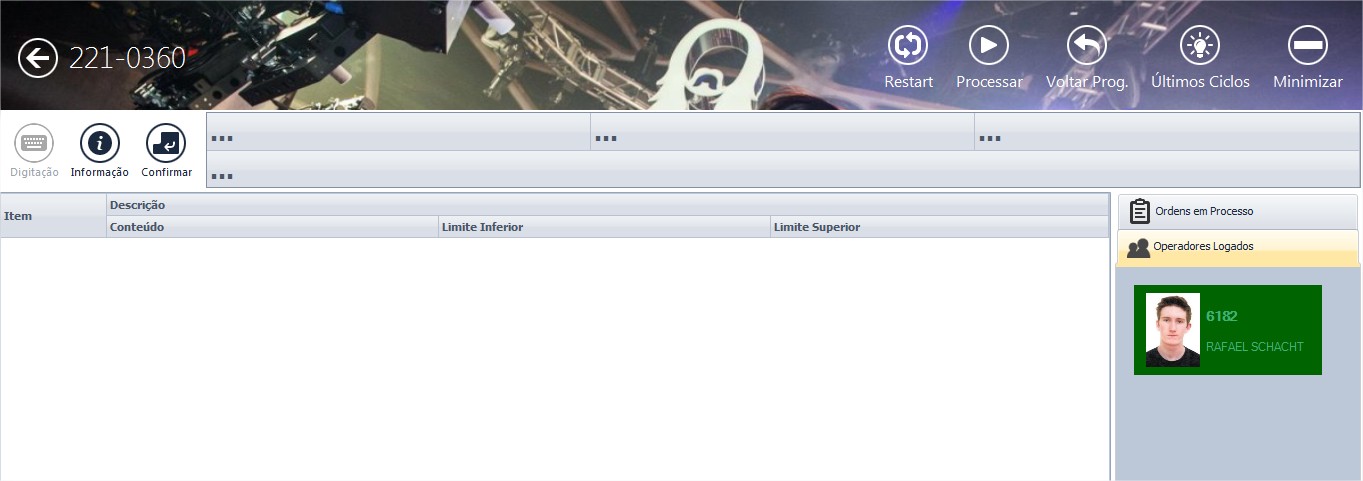 221-0360
Restart Processar Voltar Prog. Últimos Ciclos Minimizar
Digitação Informação Confirmar
... ... ...
...
Item
Descrição
Conteúdo Limite Inferior Limite Superior
Ordens em Processo
Operadores Logados
6182
RAFAEL SCHACHT